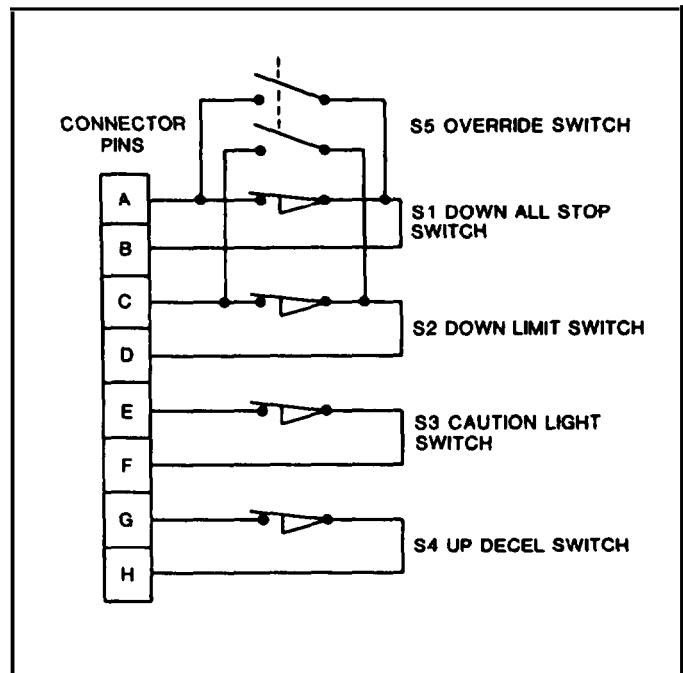 CONNECTOR
PINS
A
B
C
D
E
F
G
H
S5 OVERRIDE SWITCH
S1 DOWN ALL STOP
SWITCH
S2 DOWN LIMIT SWITCH
S3 CAUTION LIGHT
SWITCH
S4 UP DECEL SWITCH